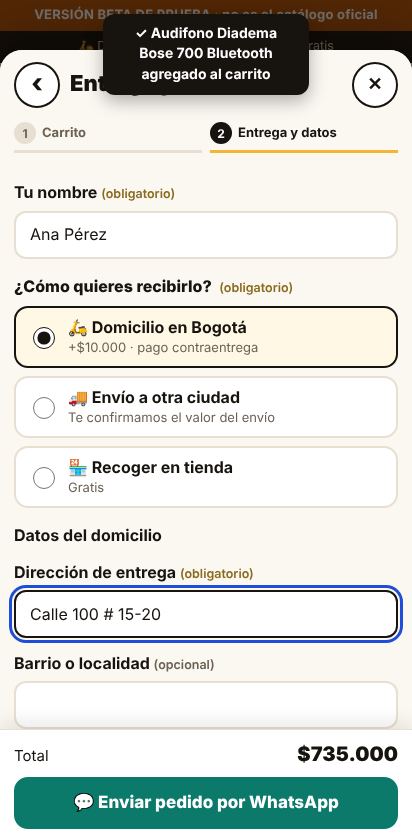 VERSIÓN BETA DE PRUEBA · no es el catálogo oficial
✓ Audifono Diadema
Bose 700 Bluetooth
agregado al carrito
‹
✕
1 Carrito
2 Entrega y datos
Tu nombre (obligatorio)
Ana Pérez
¿Cómo quieres recibirlo? (obligatorio)
🛵 Domicilio en Bogotá
+$10.000 · pago contraentrega
🚚 Envío a otra ciudad
Te confirmamos el valor del envío
🏪 Recoger en tienda
Gratis
Datos del domicilio
Dirección de entrega (obligatorio)
Calle 100 # 15-20
Barrio o localidad (opcional)
Total
$735.000
💬 Enviar pedido por WhatsApp